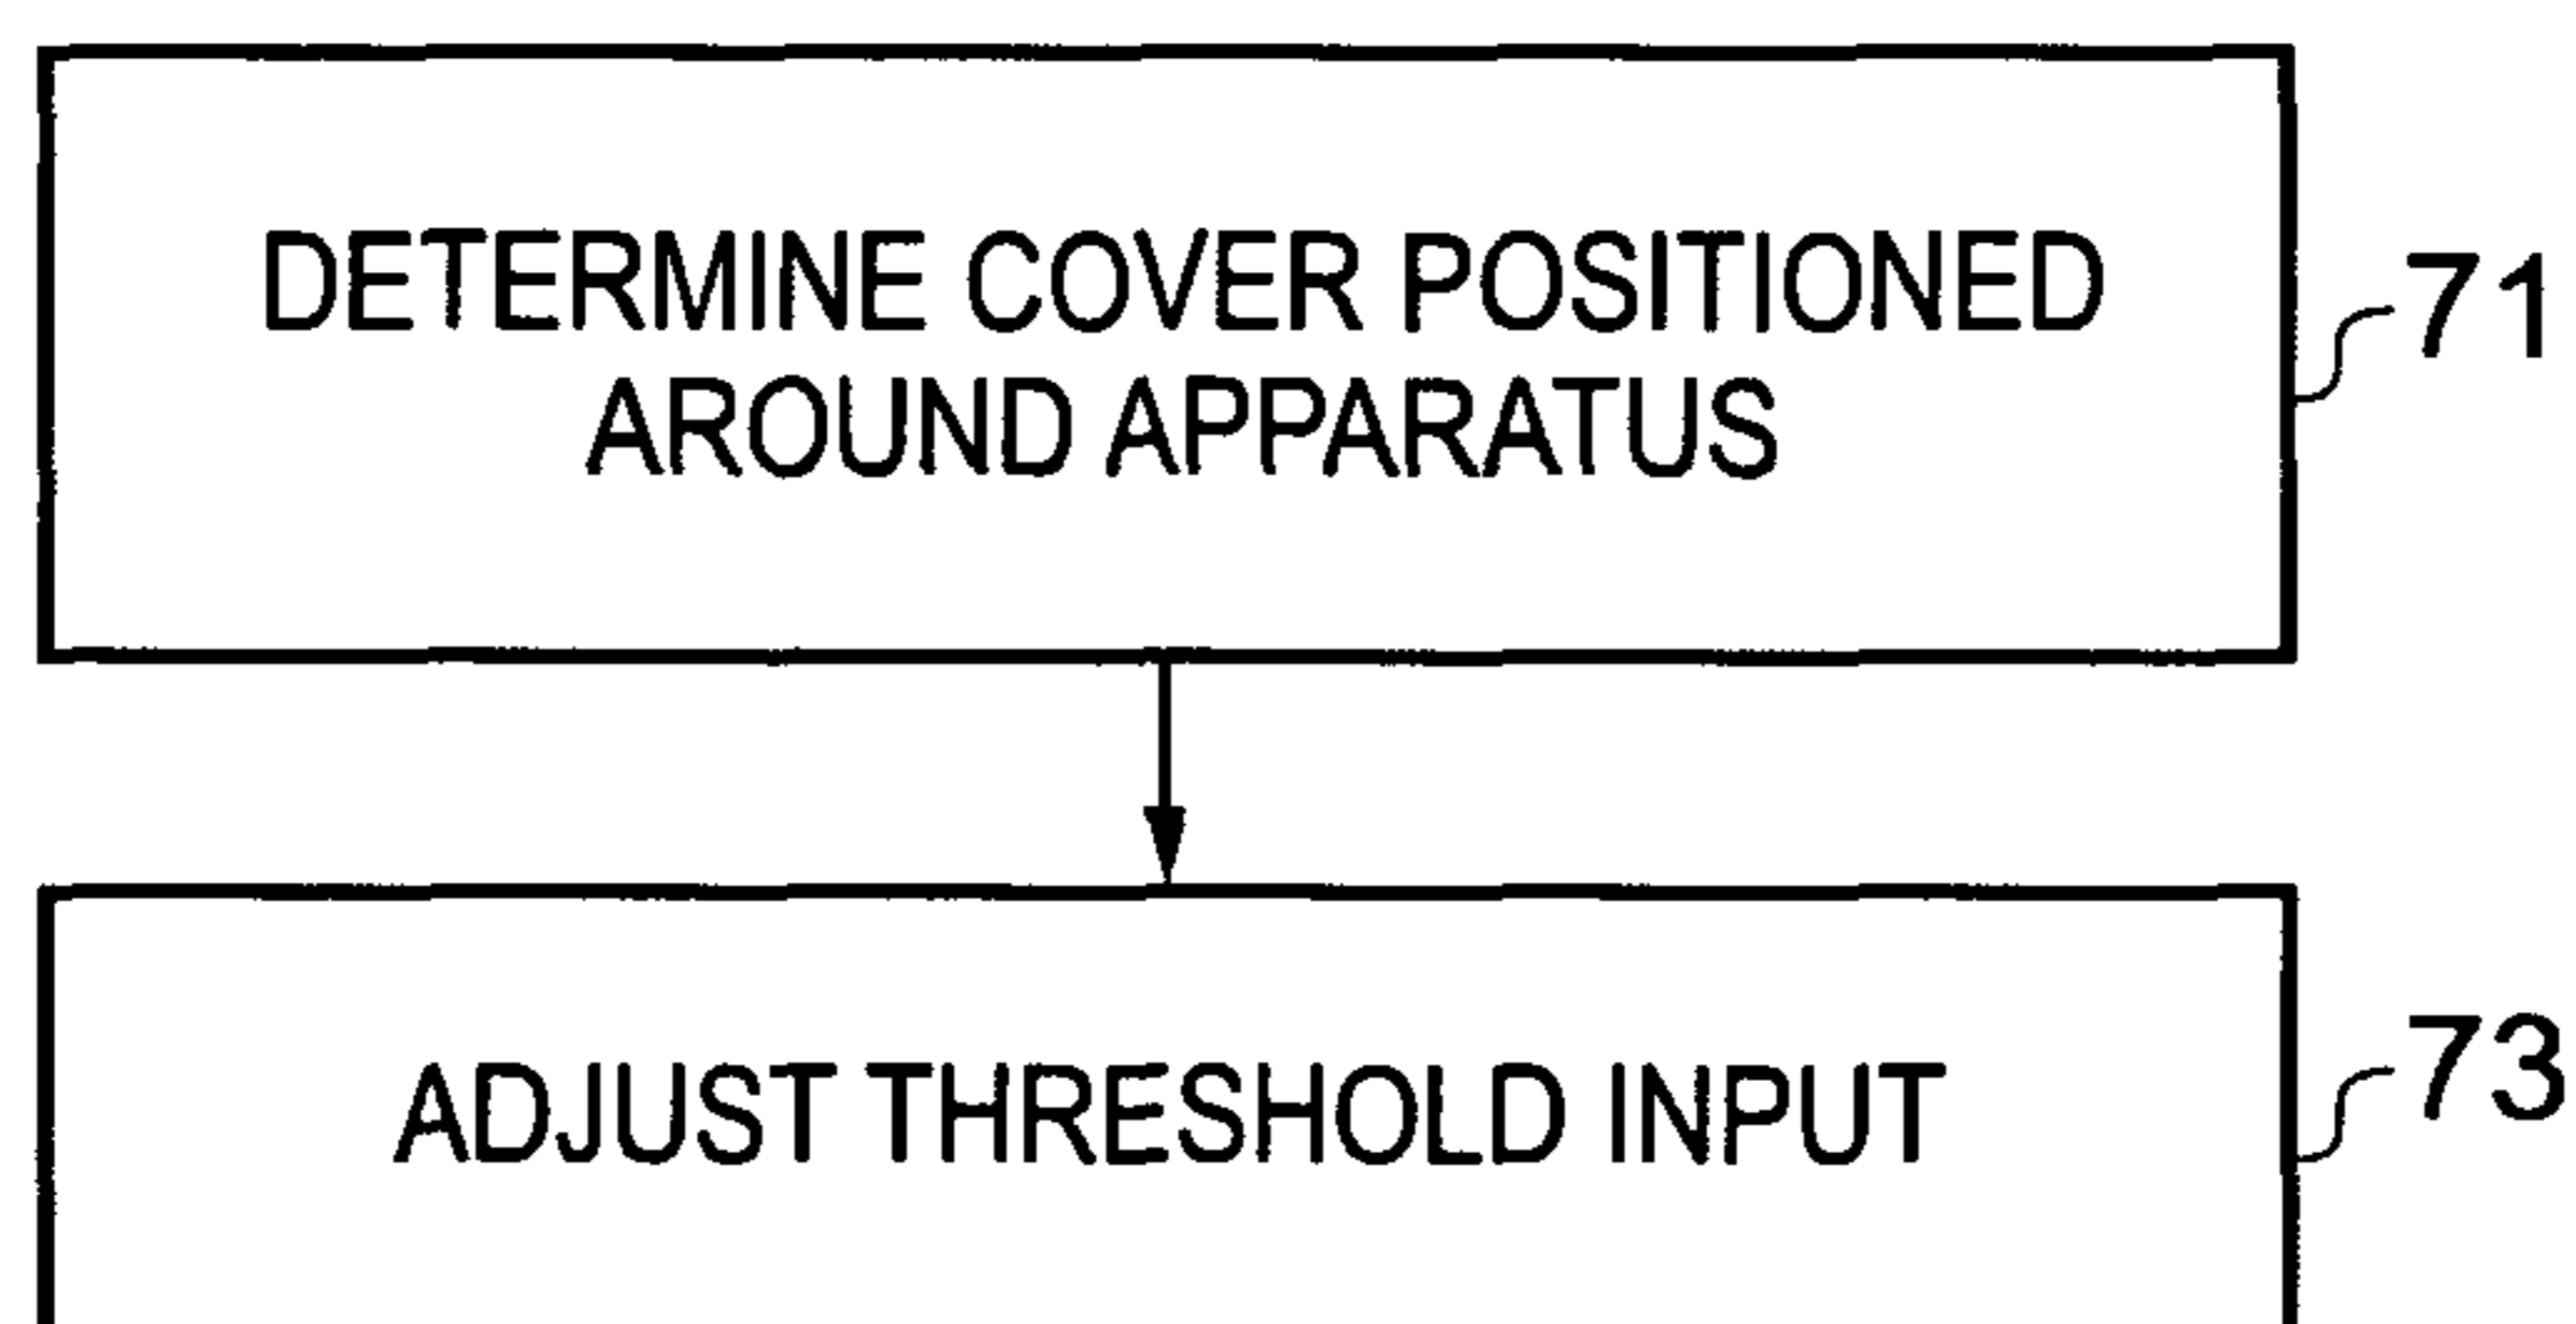 DETERMINE COVER POSITIONED
AROUND APPARATUS
71
ADJUST THRESHOLD INPUT
73